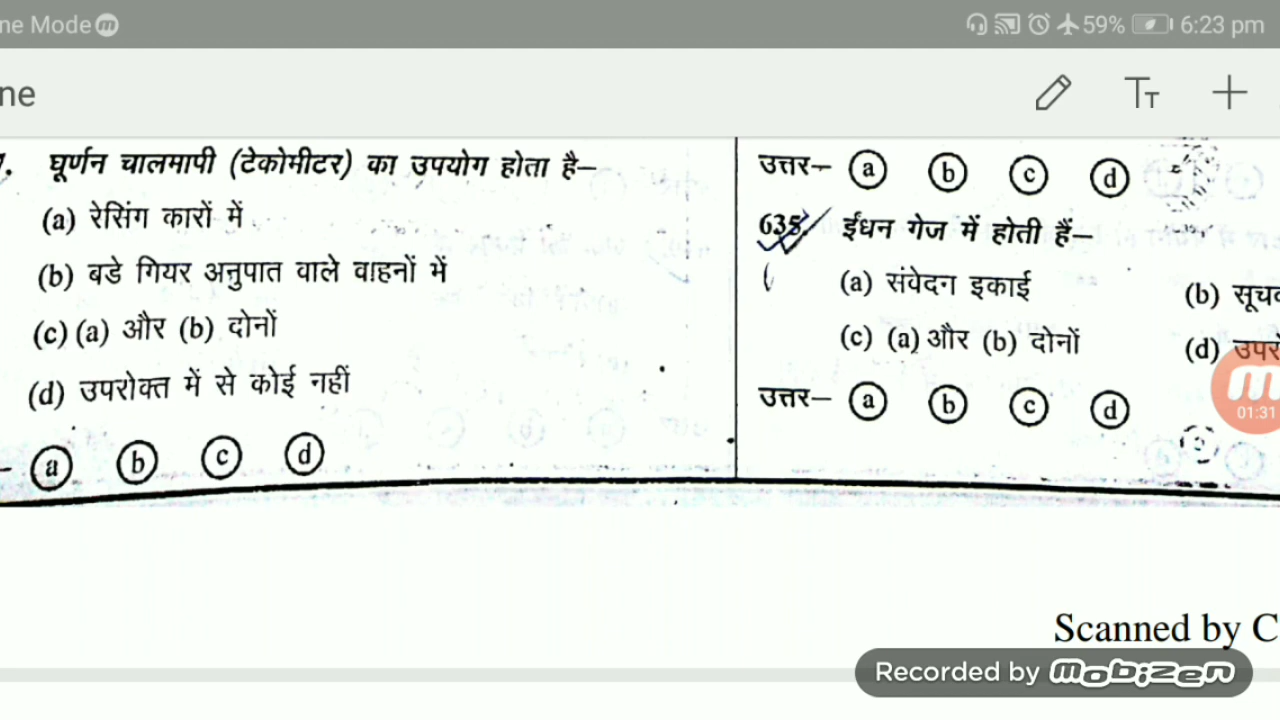 ne Mode
59% 6:23 pm
ne
TT
घूर्णन चालमापी (टेकोमीटर) का उपयोग होता है–
(a) रेसिंग कारों में
(b) बडे गियर अनुपात वाले वाहनों में
(c) (a) और (b) दोनों
(d) उपरोक्त में से कोई नहीं
a b c d
उत्तर– a b c d
635. ईंधन गेज में होती हैं–
(a) संवेदन इकाई
(b)
(c) (a) और (b) दोनों
(d)
उत्तर– a b c d
01:31
Scanned by C
Recorded by mobizen